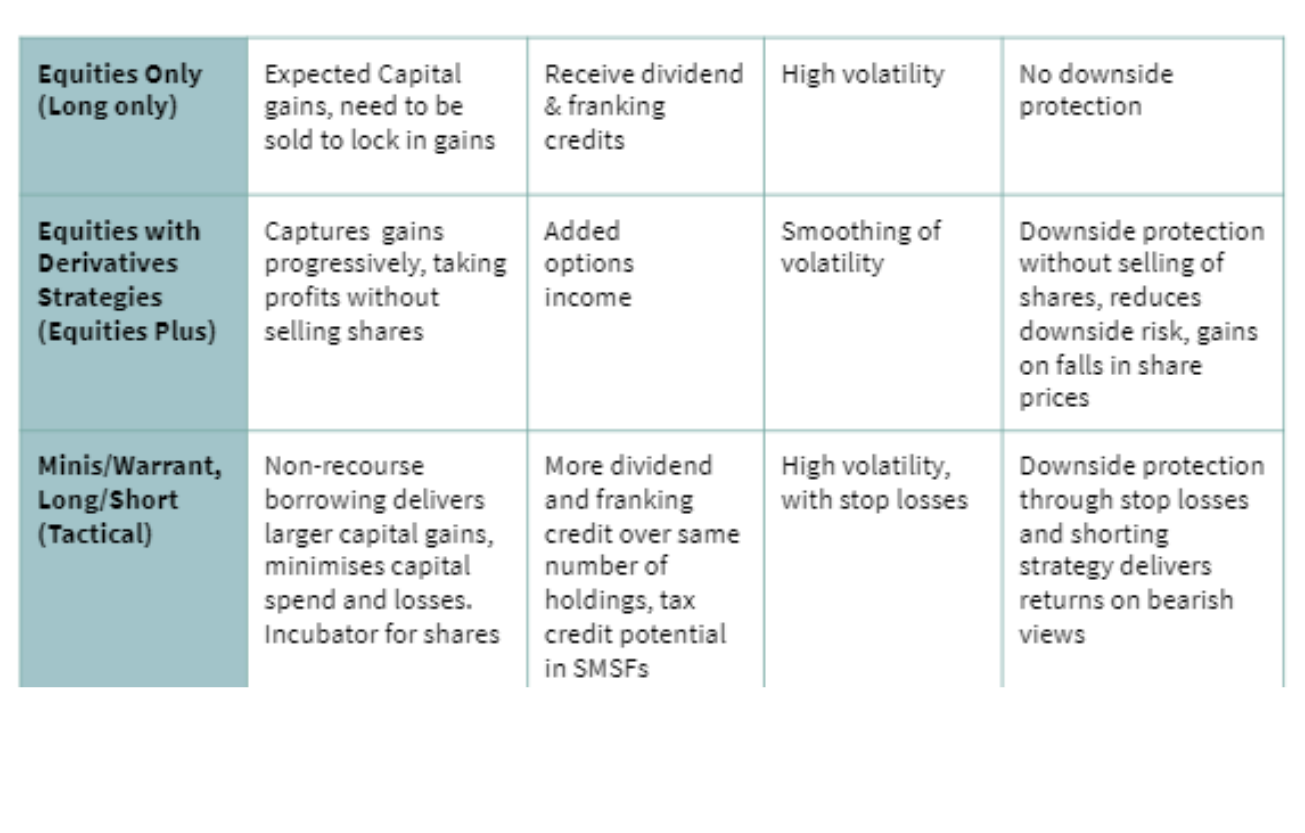 Equities Only
(Long only)
Expected Capital
gains, need to be
sold to lock in gains
Receive dividend
& franking
credits
High volatility
No downside
protection
Equities with
Derivatives
Strategies
(Equities Plus)
Captures gains
progressively, taking
profits without
selling shares
Added
options
income
Smoothing of
volatility
Downside protection
without selling of
shares, reduces
downside risk, gains
on falls in share
prices
Minis/Warrant,
Long/Short
(Tactical)
Non-recourse
borrowing delivers
larger capital gains,
minimises capital
spend and losses.
Incubator for shares
More dividend
and franking
credit over same
number of
holdings, tax
credit potential
in SMSFs
High volatility,
with stop losses
Downside protection
through stop losses
and shorting
strategy delivers
returns on bearish
views